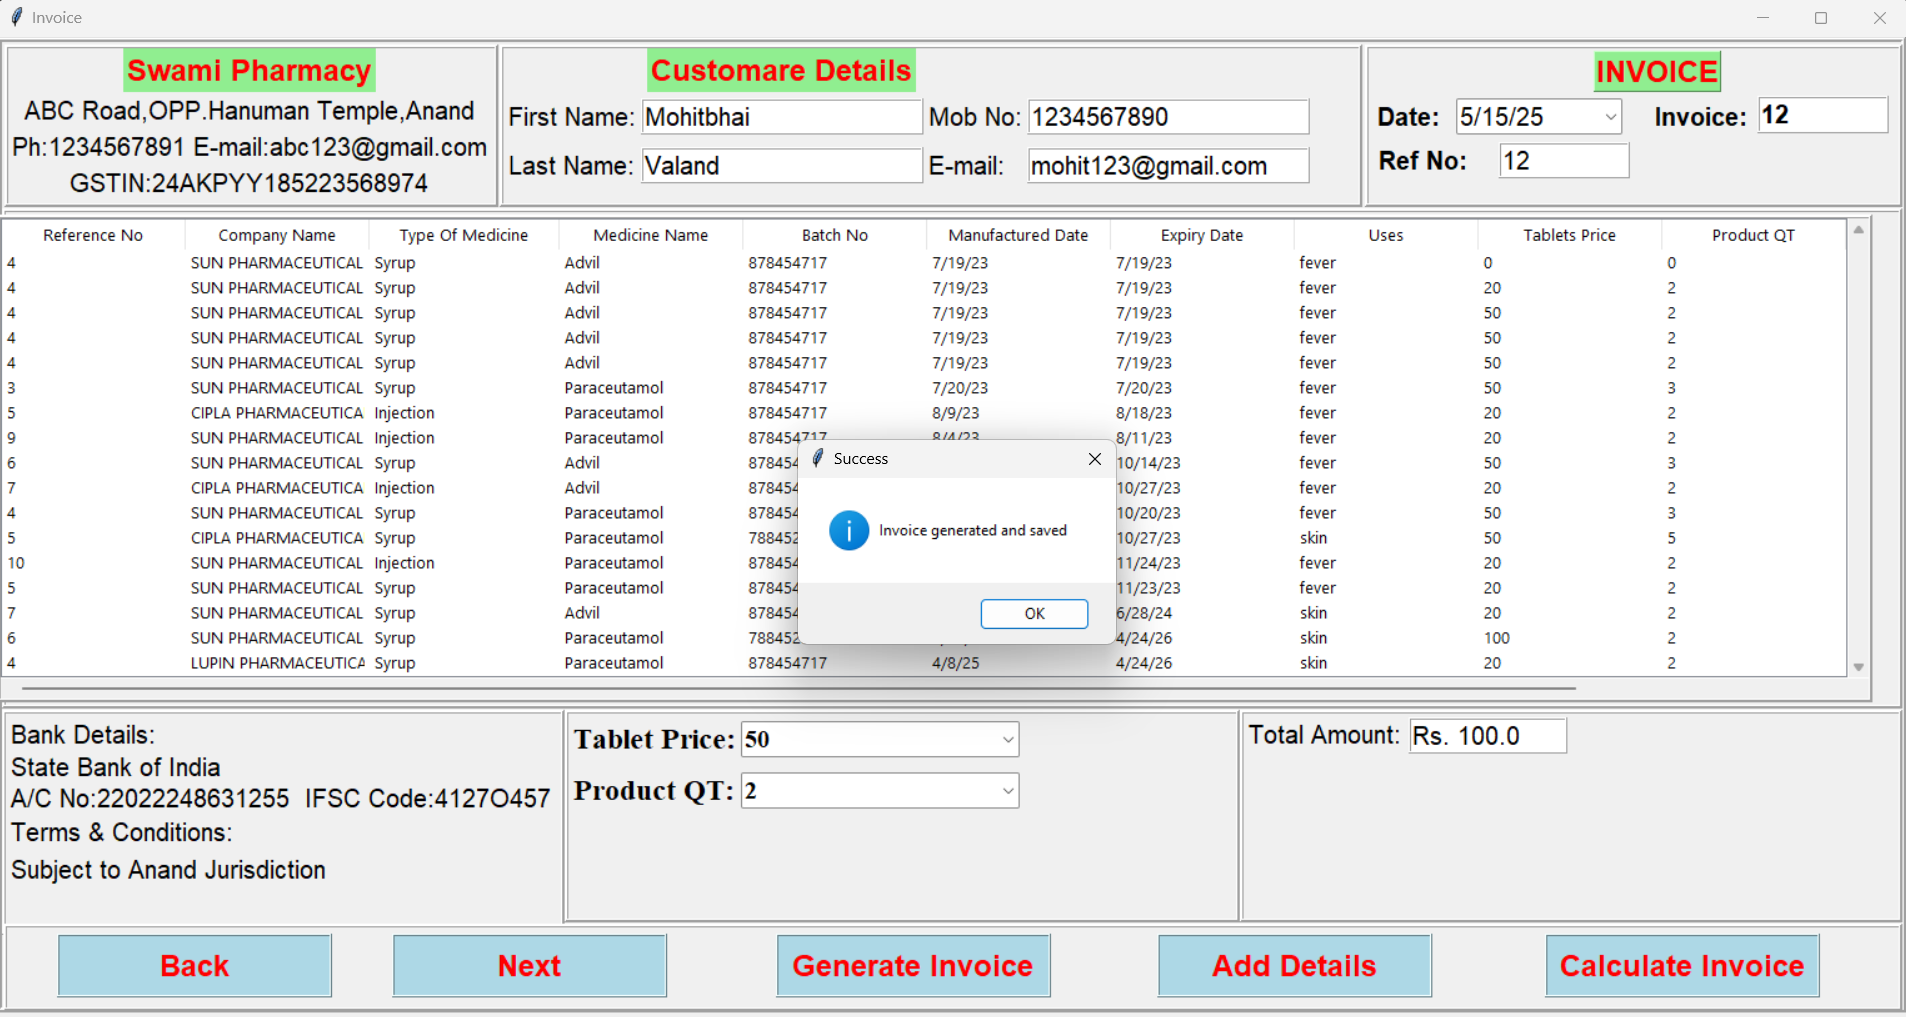 Invoice
Swami Pharmacy
ABC Road,OPP.Hanuman Temple,Anand
Ph:1234567891 E-mail:abc123@gmail.com
GSTIN:24AKPYY185223568974
Customare Details
First Name: Mohitbhai Mob No: 1234567890
Last Name: Valand E-mail: mohit123@gmail.com
INVOICE
Date: 5/15/25 Invoice: 12
Ref No: 12
Reference No Company Name Type Of Medicine Medicine Name Batch No Manufactured Date Expiry Date Uses Tablets Price Product QT
4 SUN PHARMACEUTICAL Syrup Advil 878454717 7/19/23 7/19/23 fever 0 0
4 SUN PHARMACEUTICAL Syrup Advil 878454717 7/19/23 7/19/23 fever 20 2
4 SUN PHARMACEUTICAL Syrup Advil 878454717 7/19/23 7/19/23 fever 50 2
4 SUN PHARMACEUTICAL Syrup Advil 878454717 7/19/23 7/19/23 fever 50 2
4 SUN PHARMACEUTICAL Syrup Advil 878454717 7/19/23 7/19/23 fever 50 2
3 SUN PHARMACEUTICAL Syrup Paraceutamol 878454717 7/20/23 7/20/23 fever 50 3
5 CIPLA PHARMACEUTICA Injection Paraceutamol 878454717 8/9/23 8/18/23 fever 20 2
9 SUN PHARMACEUTICAL Injection Paraceutamol 878454717 8/4/23 8/11/23 fever 20 2
6 SUN PHARMACEUTICAL Syrup Advil 878454 10/14/23 fever 50 3
7 CIPLA PHARMACEUTICA Injection Advil 878454 10/27/23 fever 20 2
4 SUN PHARMACEUTICAL Syrup Paraceutamol 878454 10/20/23 fever 50 3
5 CIPLA PHARMACEUTICA Syrup Paraceutamol 788452 10/27/23 skin 50 5
10 SUN PHARMACEUTICAL Injection Paraceutamol 878454 11/24/23 fever 20 2
5 SUN PHARMACEUTICAL Syrup Paraceutamol 878454 11/23/23 fever 20 2
7 SUN PHARMACEUTICAL Syrup Advil 878454 6/28/24 skin 20 2
6 SUN PHARMACEUTICAL Syrup Paraceutamol 788452 4/24/26 skin 100 2
4 LUPIN PHARMACEUTICA Syrup Paraceutamol 878454717 4/8/25 4/24/26 skin 20 2
Success
Invoice generated and saved
OK
Bank Details:
State Bank of India
A/C No:22022248631255 IFSC Code:4127O457
Terms & Conditions:
Subject to Anand Jurisdiction
Tablet Price: 50
Product QT: 2
Total Amount: Rs. 100.0
Back Next Generate Invoice Add Details Calculate Invoice